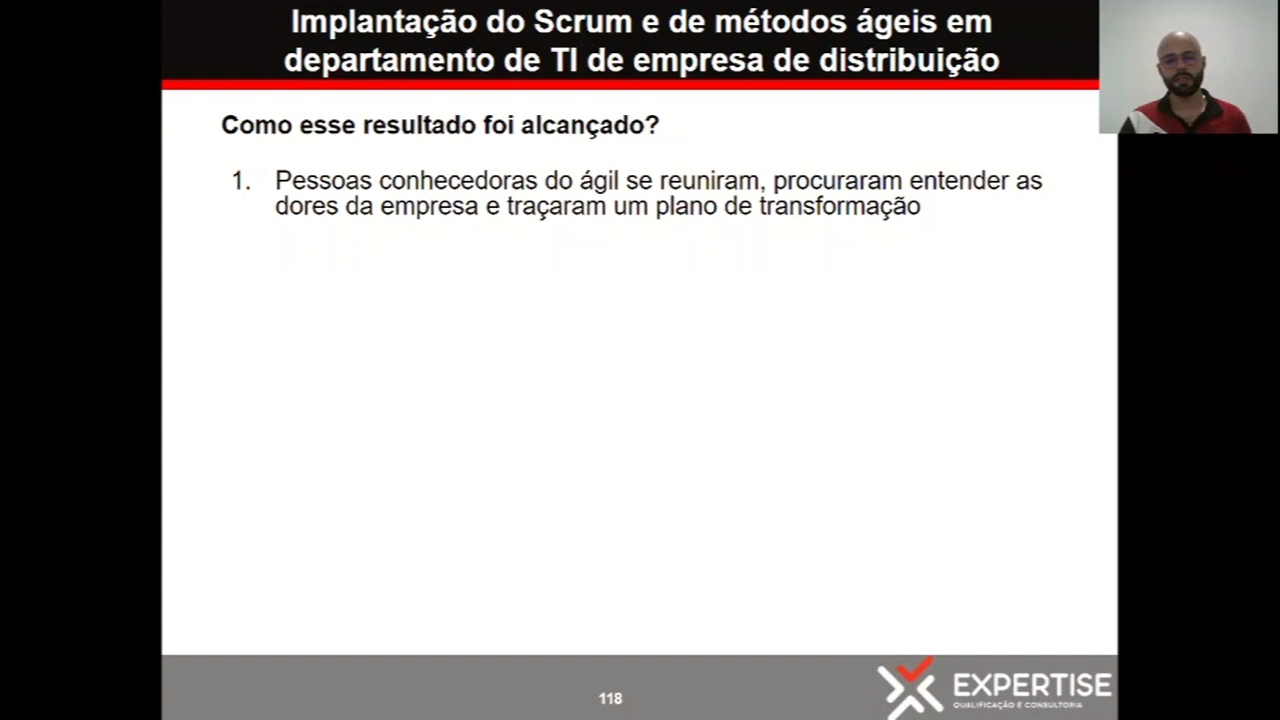 Implantação do Scrum e de métodos ágeis em
departamento de TI de empresa de distribuição
Como esse resultado foi alcançado?
1. Pessoas conhecedoras do ágil se reuniram, procuraram entender as
dores da empresa e traçaram um plano de transformação
118
EXPERTISE
QUALIFICAÇÃO E CONSULTORIA